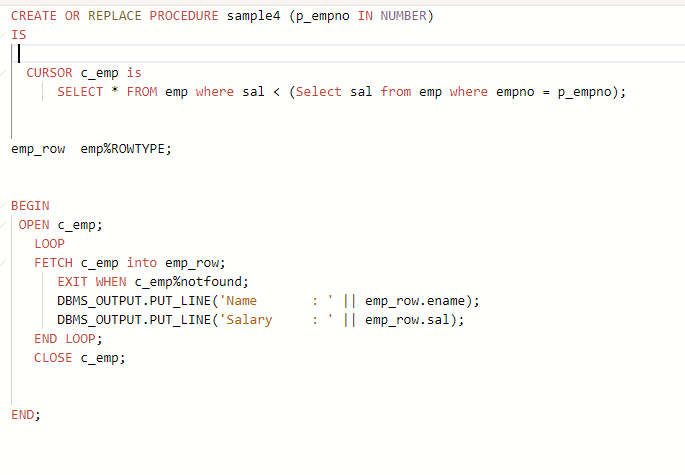 CREATE OR REPLACE PROCEDURE sample4 (p_empno IN NUMBER)
IS
CURSOR c_emp is
SELECT * FROM emp where sal < (Select sal from emp where empno = p_empno);
emp_row  emp%ROWTYPE;
BEGIN
OPEN c_emp;
LOOP
FETCH c_emp into emp_row;
EXIT WHEN c_emp%notfound;
DBMS_OUTPUT.PUT_LINE('Name       : ' || emp_row.ename);
DBMS_OUTPUT.PUT_LINE('Salary     : ' || emp_row.sal);
END LOOP;
CLOSE c_emp;
END;